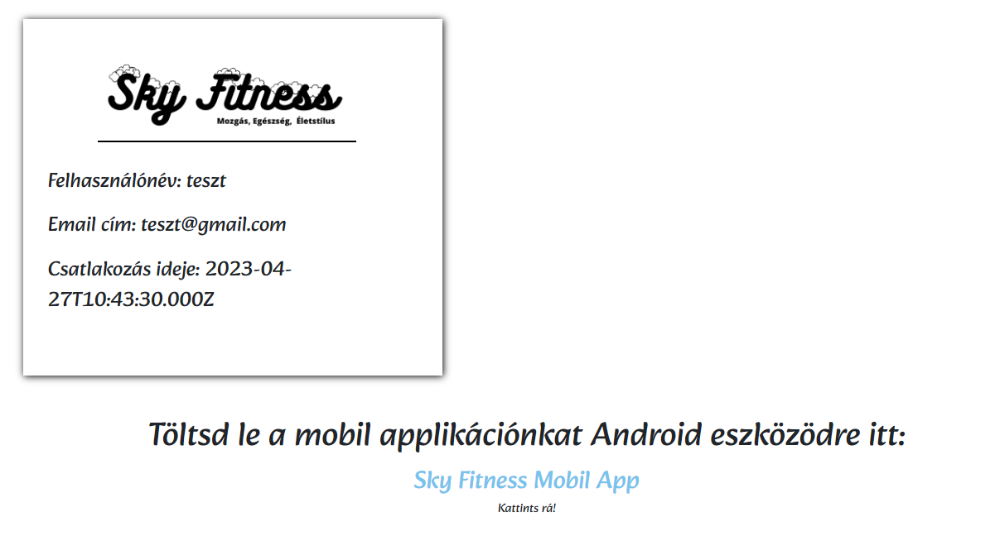 Sky Fitness
Mozgás, Egészség, Életstílus
Felhasználónév: teszt
Email cím: teszt@gmail.com
Csatlakozás ideje: 2023-04-
27T10:43:30.000Z
Töltsd le a mobil applikációnkat Android eszközödre itt:
Sky Fitness Mobil App
Kattints rá!